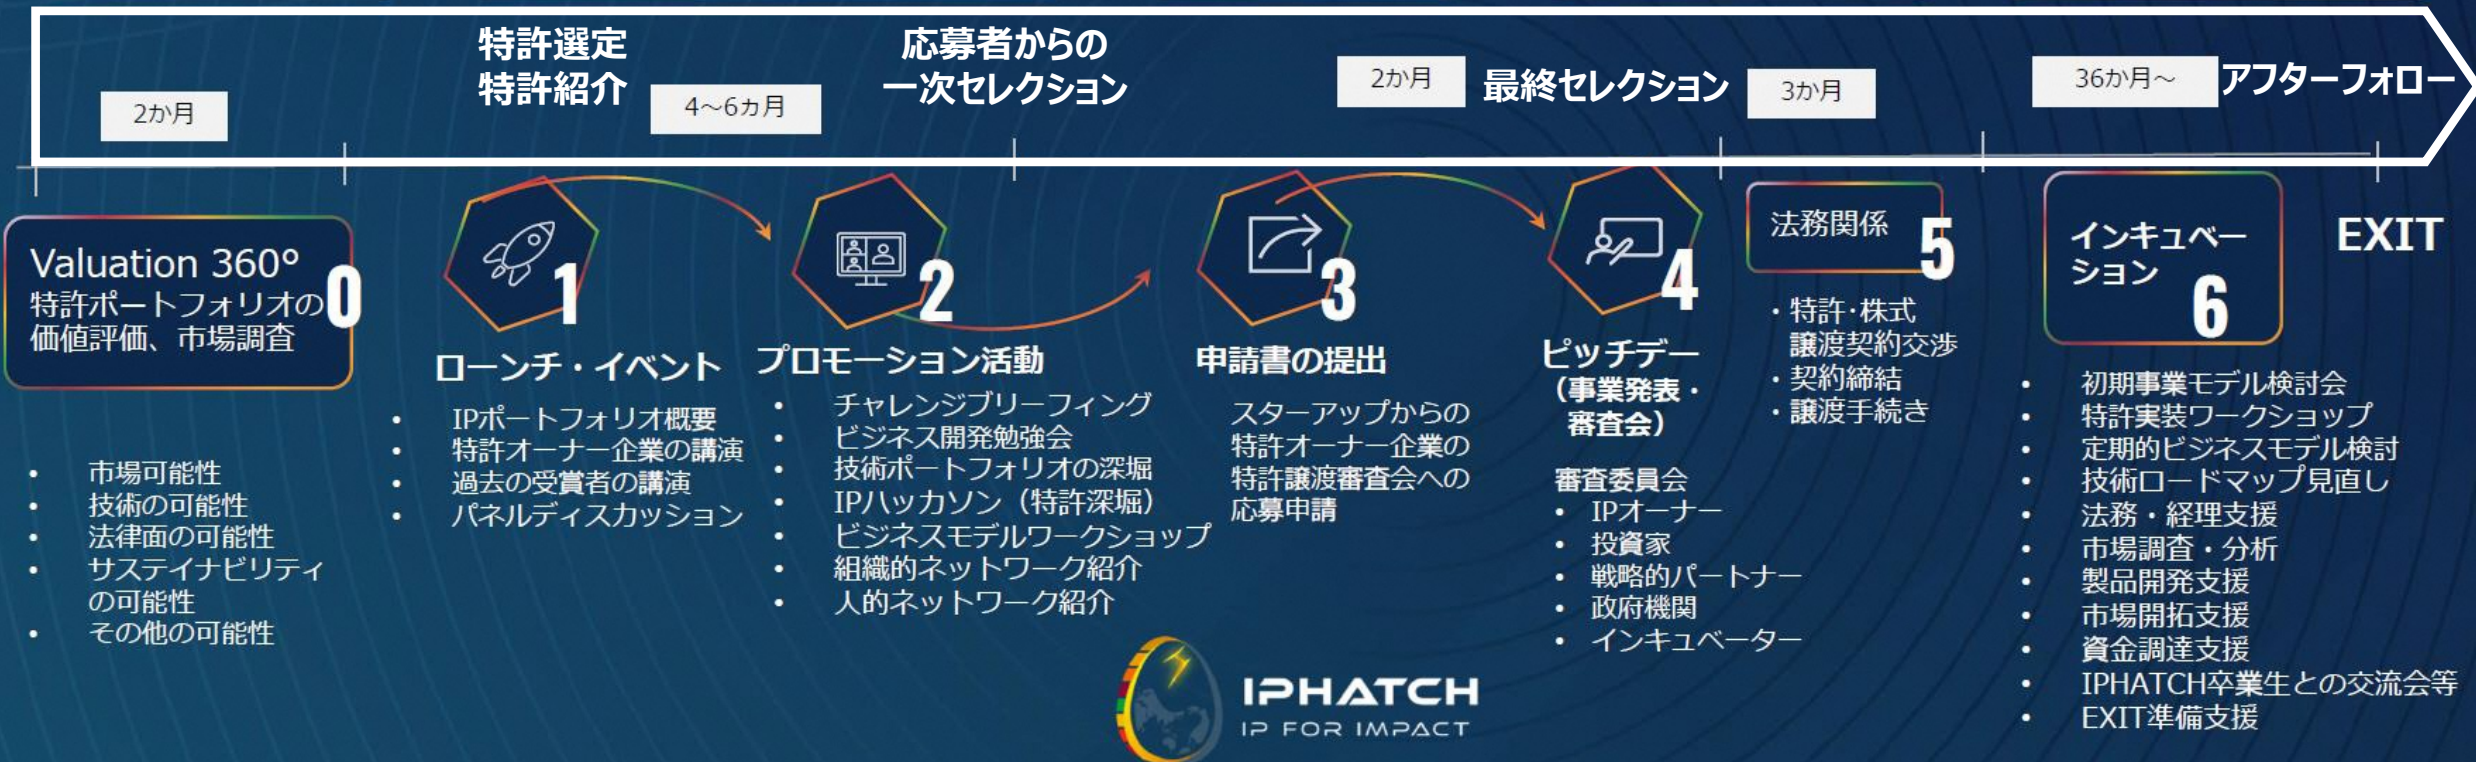 特許選定
特許紹介
応募者からの
一次セレクション
最終セレクション
アフターフォロー
2か月
4～6カ月
2か月
3か月
36か月～
Valuation 360°
特許ポートフォリオの
価値評価、市場調査
0
• 市場可能性
• 技術の可能性
• 法律面の可能性
• サステイナビリティ
の可能性
• その他の可能性
1
ローンチ・イベント
• IPポートフォリオ概要
• 特許オーナー企業の講演
• 過去の受賞者の講演
• パネルディスカッション
2
プロモーション活動
• チャレンジブリーフィング
• ビジネス開発勉強会
• 技術ポートフォリオの深堀
• IPハッカソン（特許深堀）
• ビジネスモデルワークショップ
• 組織的ネットワーク紹介
• 人的ネットワーク紹介
3
申請書の提出
スターアップからの
特許オーナー企業の
特許譲渡審査会への
応募申請
4
ピッチデー
（事業発表・
審査会）
審査委員会
• IPオーナー
• 投資家
• 戦略的パートナー
• 政府機関
• インキュベーター
法務関係
5
・特許・株式
譲渡契約交渉
・契約締結
・譲渡手続き
インキュベー
ション
6
• 初期事業モデル検討会
• 特許実装ワークショップ
• 定期的ビジネスモデル検討
• 技術ロードマップ見直し
• 法務・経理支援
• 市場調査・分析
• 製品開発支援
• 市場開拓支援
• 資金調達支援
• IPHATCH卒業生との交流会等
• EXIT準備支援
EXIT
IPHATCH
IP FOR IMPACT